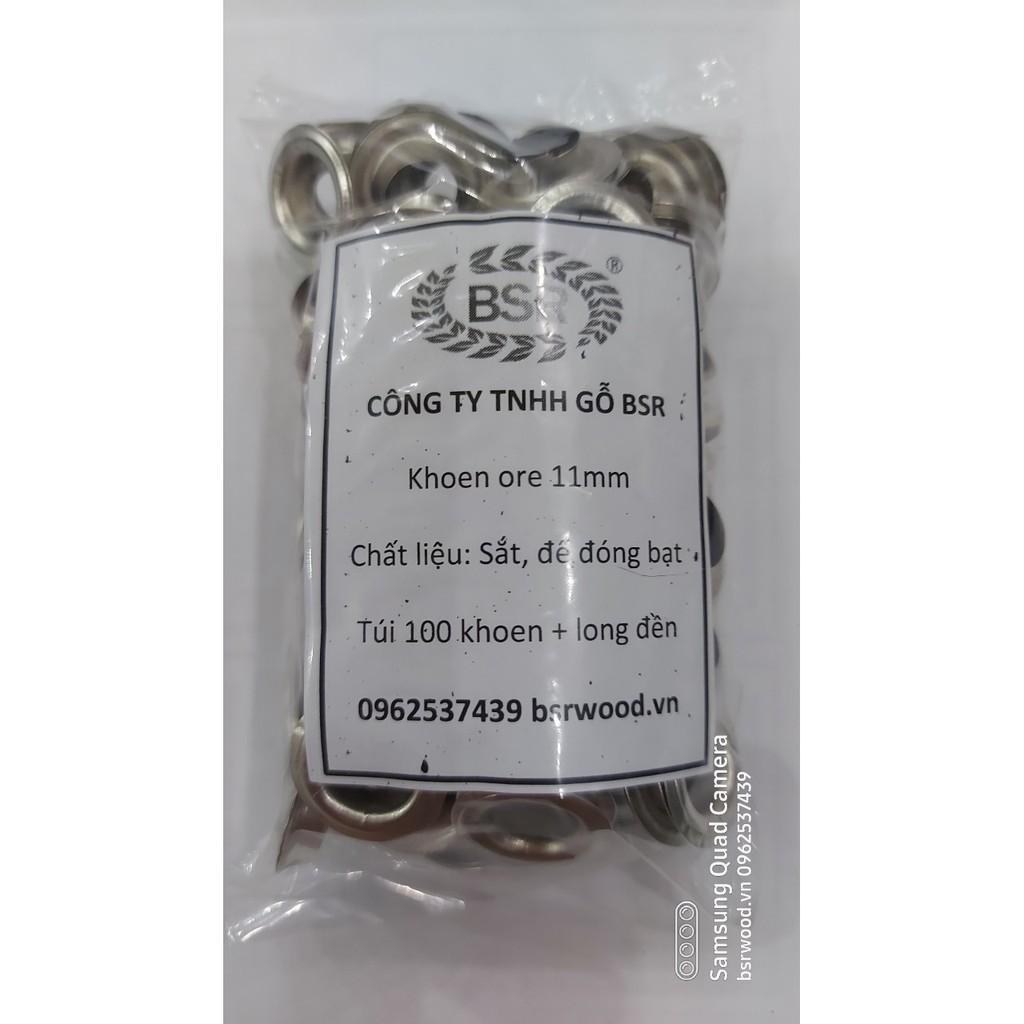 ®
BSR
CÔNG TY TNHH GỖ BSR
Khoen ore 11mm
Chất liệu: Sắt, để đóng bạt
Túi 100 khoen + long đền
0962537439 bsrwood.vn
Samsung Quad Camera
bsrwood.vn 0962537439